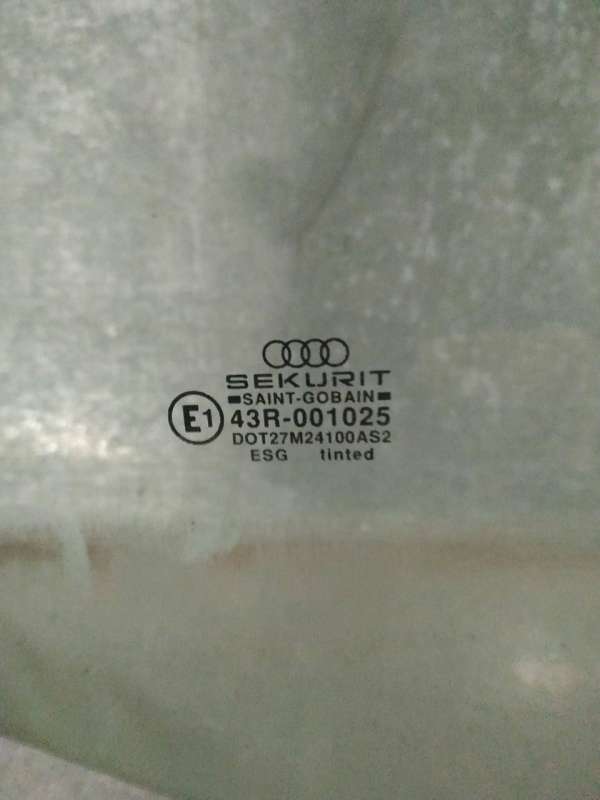 SEKURIT
SAINT-GOBAIN
E1 43R-001025
DOT27M24100AS2
ESG tinted